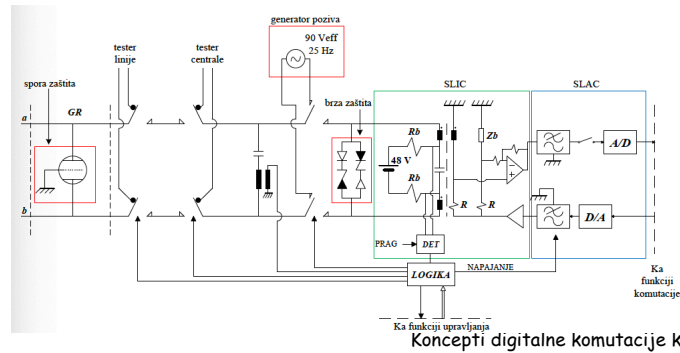 generator poziva
90 Veff
25 Hz
tester
linije
tester
centrale
spora zaštita
GR
brza zaštita
SLIC
SLAC
a
b
Rb
48 V
Rb
Zb
R
R
A/D
D/A
PRAG
DET
LOGIKA
NAPAJANJE
Ka
funkciji
komutacije
Ka funkciji upravljanja
Koncepti digitalne komutacije